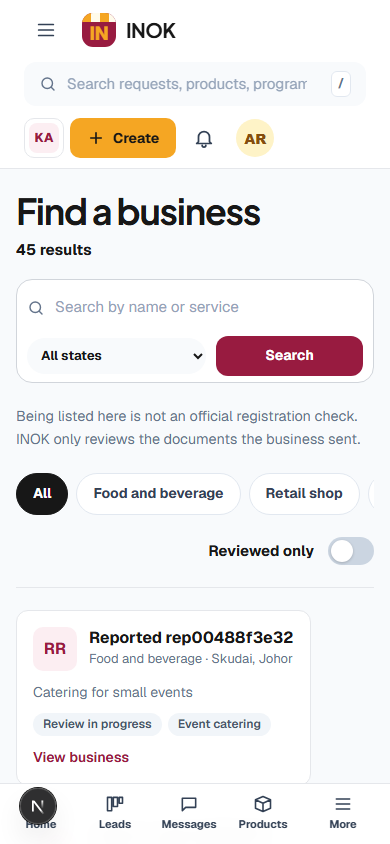 IN INOK
Search requests, products, program
/
KA
+ Create
AR
Find a business
45 results
Search by name or service
All states
Search
Being listed here is not an official registration check.
INOK only reviews the documents the business sent.
All
Food and beverage
Retail shop
Reviewed only
RR
Reported rep00488f3e32
Food and beverage · Skudai, Johor
Catering for small events
Review in progress
Event catering
View business
N
Home
Leads
Messages
Products
More